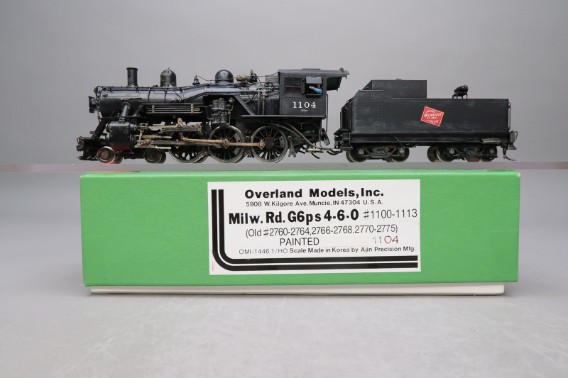 1104
Overland Models, Inc.
5908 W. Kilgore Ave. Muncie, IN 47304 U.S.A.
Milw. Rd. G6ps 4-6-0 #1100-1113
(Old #2760-2764,2766-2768,2770-2775)
PAINTED 1104
OMI-1446.1/HO Scale Made in Korea by Ajin Precision Mfg.